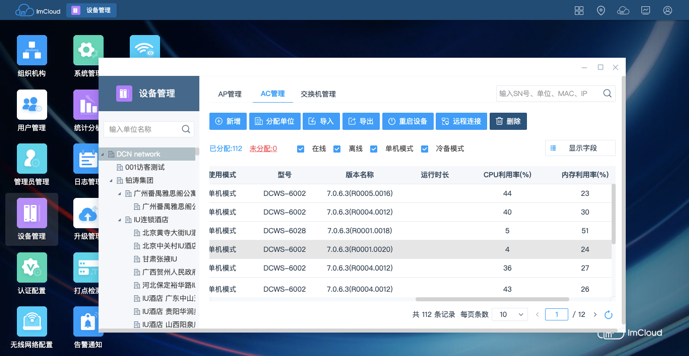 ImCloud
设备管理
组织机构
系统管理
用户管理
统计分
管理员管理
日志管理
设备管理
升级管理
认证配置
打点检测
无线网络配置
告警通知
设备管理
输入单位名称
DCN network
001访客测试
铂涛集团
广州番禺雅思阁公寓
广州番禺雅思阁公
IU连锁酒店
北京黄寺大街IU酒
北京中关村IU酒店
甘肃张掖IU
广西贺州人民政府
河北保定裕华路I
IU酒店 广东中山
IU酒店 贵阳华润
IU酒店 山西阳泉
AP管理
AC管理
交换机管理
输入SN号、单位、MAC、IP
新增
分配单位
导入
导出
重启设备
远程连接
删除
已分配:112
未分配:0
在线
离线
单机模式
冷备模式
显示字段
使用模式 型号 版本名称 运行时长 CPU利用率(%) 内存利用率(%)
单机模式 DCWS-6002 7.0.6.3(R0005.0016) 44 23
单机模式 DCWS-6002 7.0.6.3(R0004.0012) 40 30
单机模式 DCWS-6028 7.0.6.3(R0001.0018) 5 51
单机模式 DCWS-6002 7.0.6.3(R0001.0020) 4 24
单机模式 DCWS-6002 7.0.6.3(R0004.0012) 36 27
单机模式 DCWS-6002 7.0.6.3(R0004.0012) 43 26
共 112 条记录 每页条数 10 1 / 12
ImCloud